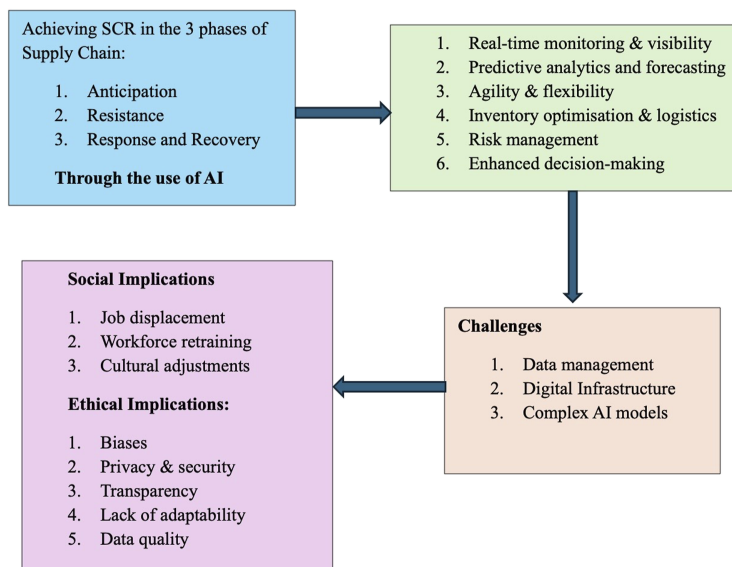 Achieving SCR in the 3 phases of
Supply Chain:
1. Anticipation
2. Resistance
3. Response and Recovery
Through the use of AI
1. Real-time monitoring & visibility
2. Predictive analytics and forecasting
3. Agility & flexibility
4. Inventory optimisation & logistics
5. Risk management
6. Enhanced decision-making
Challenges
1. Data management
2. Digital Infrastructure
3. Complex AI models
Social Implications
1. Job displacement
2. Workforce retraining
3. Cultural adjustments
Ethical Implications:
1. Biases
2. Privacy & security
3. Transparency
4. Lack of adaptability
5. Data quality